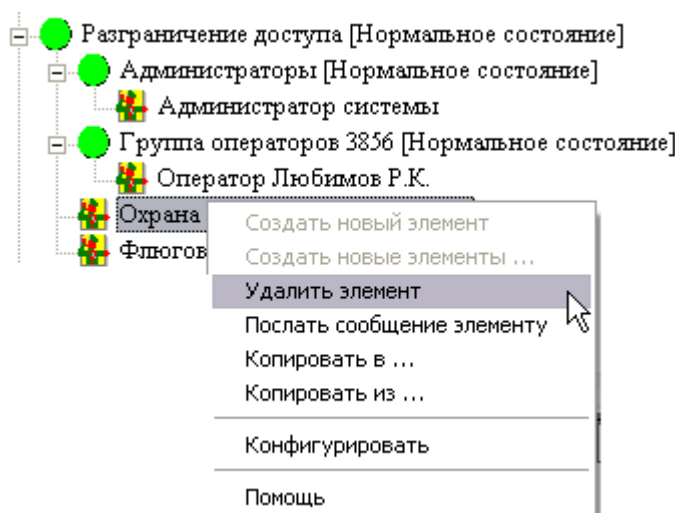 Разграничение доступа [Нормальное состояние]
Администраторы [Нормальное состояние]
Администратор системы
Группа операторов 3856 [Нормальное состояние]
Оператор Любимов Р.К.
Охрана
Флюгов
Создать новый элемент
Создать новые элементы ...
Удалить элемент
Послать сообщение элементу
Копировать в ...
Копировать из ...
Конфигурировать
Помощь